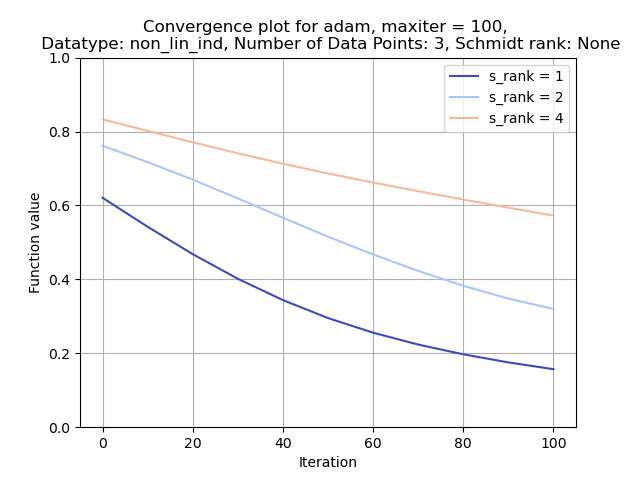 Convergence plot for adam, maxiter = 100,
Datatype: non_lin_ind, Number of Data Points: 3, Schmidt rank: None
1.0
0.8
0.6
0.4
0.2
0.0
Function value
s_rank = 1
s_rank = 2
s_rank = 4
0 20 40 60 80 100
Iteration